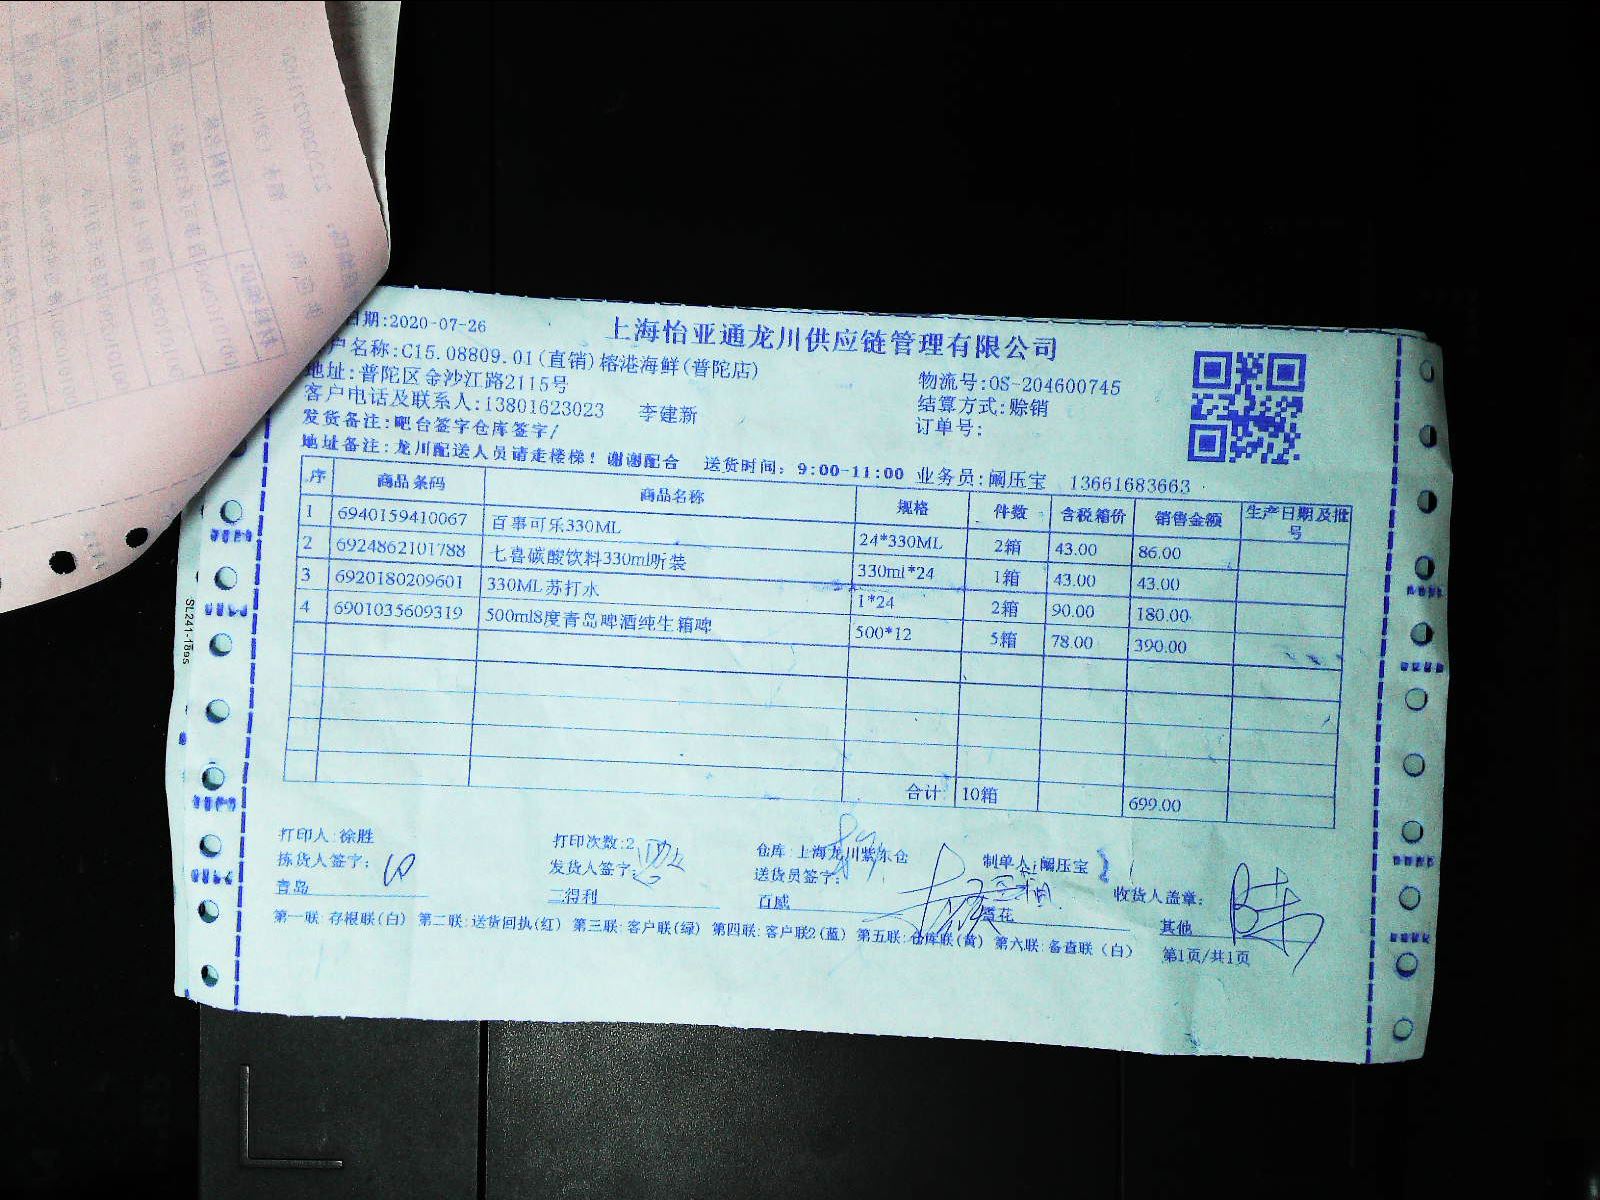 上海怡亚通龙川供应链管理有限公司
日期:2020-07-26
户名称:C15.08809.01(直销)榕港海鲜(普陀店)
地址:普陀区金沙江路2115号
物流号:OS-204600745
客户电话及联系人:13801623023 李建新
结算方式:赊销
发货备注:吧台签字仓库签字/
订单号:
地址备注:龙川配送人员请走楼梯!谢谢配合 送货时间:9:00-11:00 业务员:阚压宝 13661683663
序 商品条码 商品名称 规格 件数 含税箱价 销售金额 生产日期及批号
1 6940159410067 百事可乐330ML 24*330ML 2箱 43.00 86.00
2 6924862101788 七喜碳酸饮料330ml听装 330ml*24 1箱 43.00 43.00
3 6920180209601 330ML苏打水 1*24 2箱 90.00 180.00
4 6901035609319 500ml8度青岛啤酒纯生箱啤 500*12 5箱 78.00 390.00
合计: 10箱 699.00
打印人:徐胜 打印次数:2 仓库:上海龙川紫东仓 制单人:阚压宝
拣货人签字: 发货人签字: 送货员签字: 收货人盖章:
青岛 三得利 百威 雪花 其他
第一联:存根联(白) 第二联:送货回执(红) 第三联:客户联(绿) 第四联:客户联2(蓝) 第五联:仓库联(黄) 第六联:备查联(白) 第1页/共1页